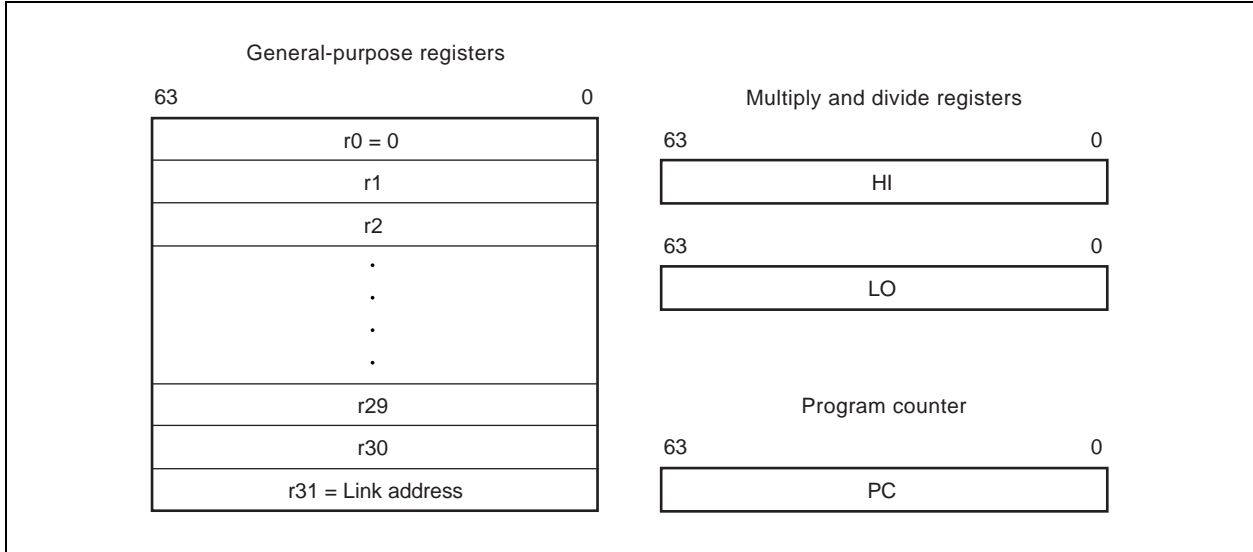 General-purpose registers
63 0
r0 = 0
r1
r2
.
.
.
.
r29
r30
r31 = Link address
Multiply and divide registers
63 0
HI
63 0
LO
Program counter
63 0
PC